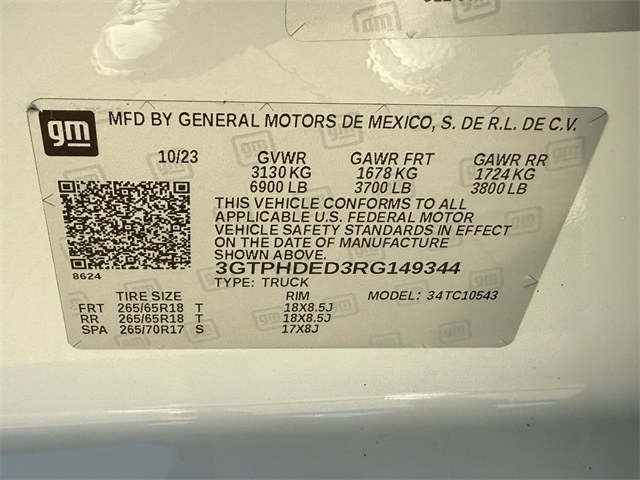 gm
MFD BY GENERAL MOTORS DE MEXICO, S. DE R.L. DE C.V.
10/23 GVWR GAWR FRT GAWR RR
3130 KG 1678 KG 1724 KG
6900 LB 3700 LB 3800 LB
THIS VEHICLE CONFORMS TO ALL
APPLICABLE U.S. FEDERAL MOTOR
VEHICLE SAFETY STANDARDS IN EFFECT
ON THE DATE OF MANUFACTURE
SHOWN ABOVE.
8624 3GTPHDED3RG149344
TYPE: TRUCK
TIRE SIZE RIM MODEL: 34TC10543
FRT 265/65R18 T 18X8.5J
RR 265/65R18 T 18X8.5J
SPA 265/70R17 S 17X8J